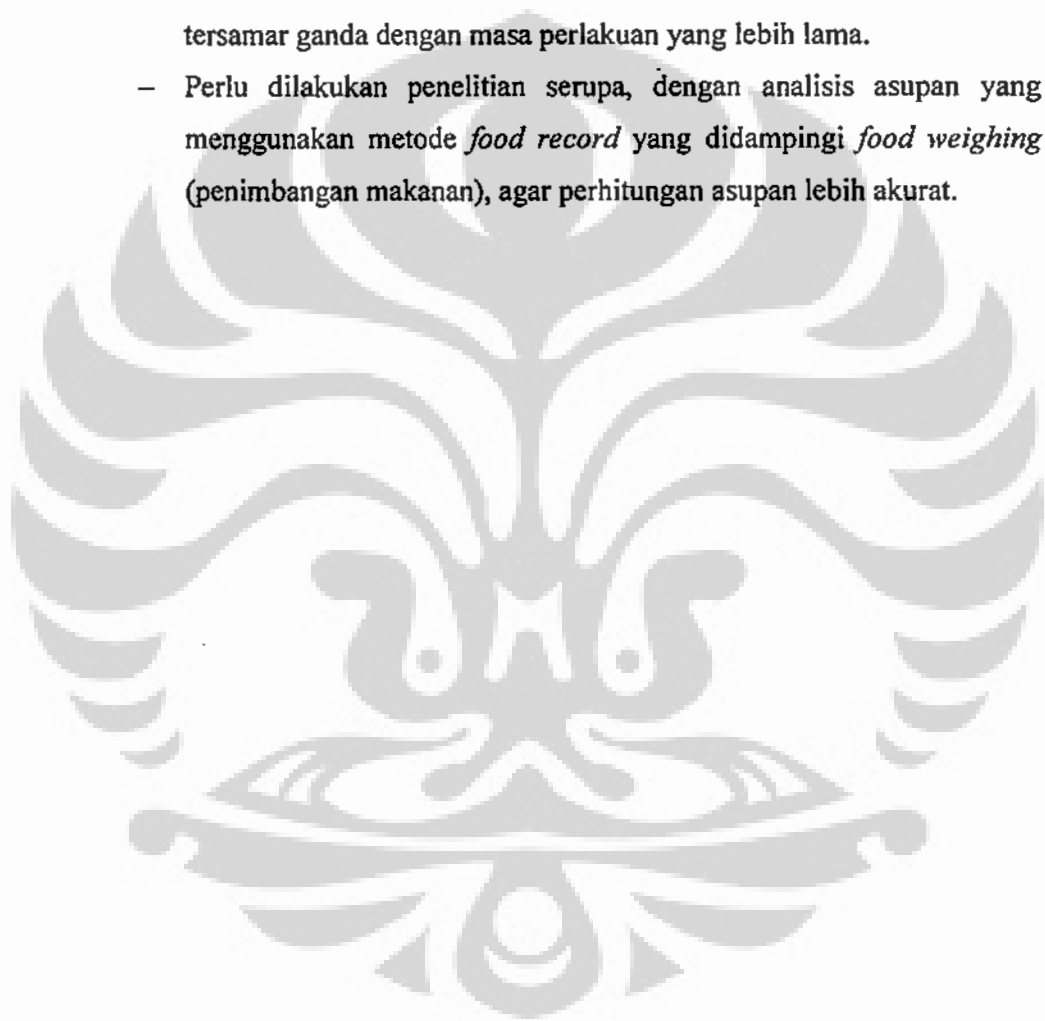 tersamar ganda dengan masa perlakuan yang lebih lama.
– Perlu dilakukan penelitian serupa, dengan analisis asupan yang
menggunakan metode food record yang didampingi food weighing
(penimbangan makanan), agar perhitungan asupan lebih akurat.